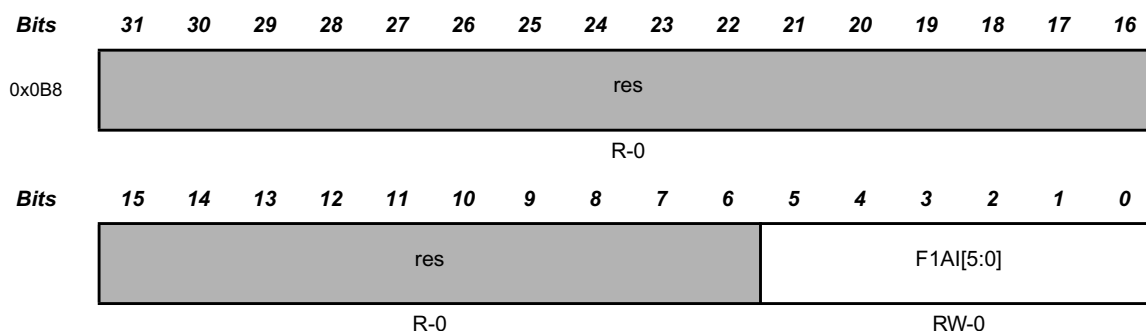 Bits 31 30 29 28 27 26 25 24 23 22 21 20 19 18 17 16
0x0B8 res
R-0
Bits 15 14 13 12 11 10 9 8 7 6 5 4 3 2 1 0
res F1AI[5:0]
R-0 RW-0